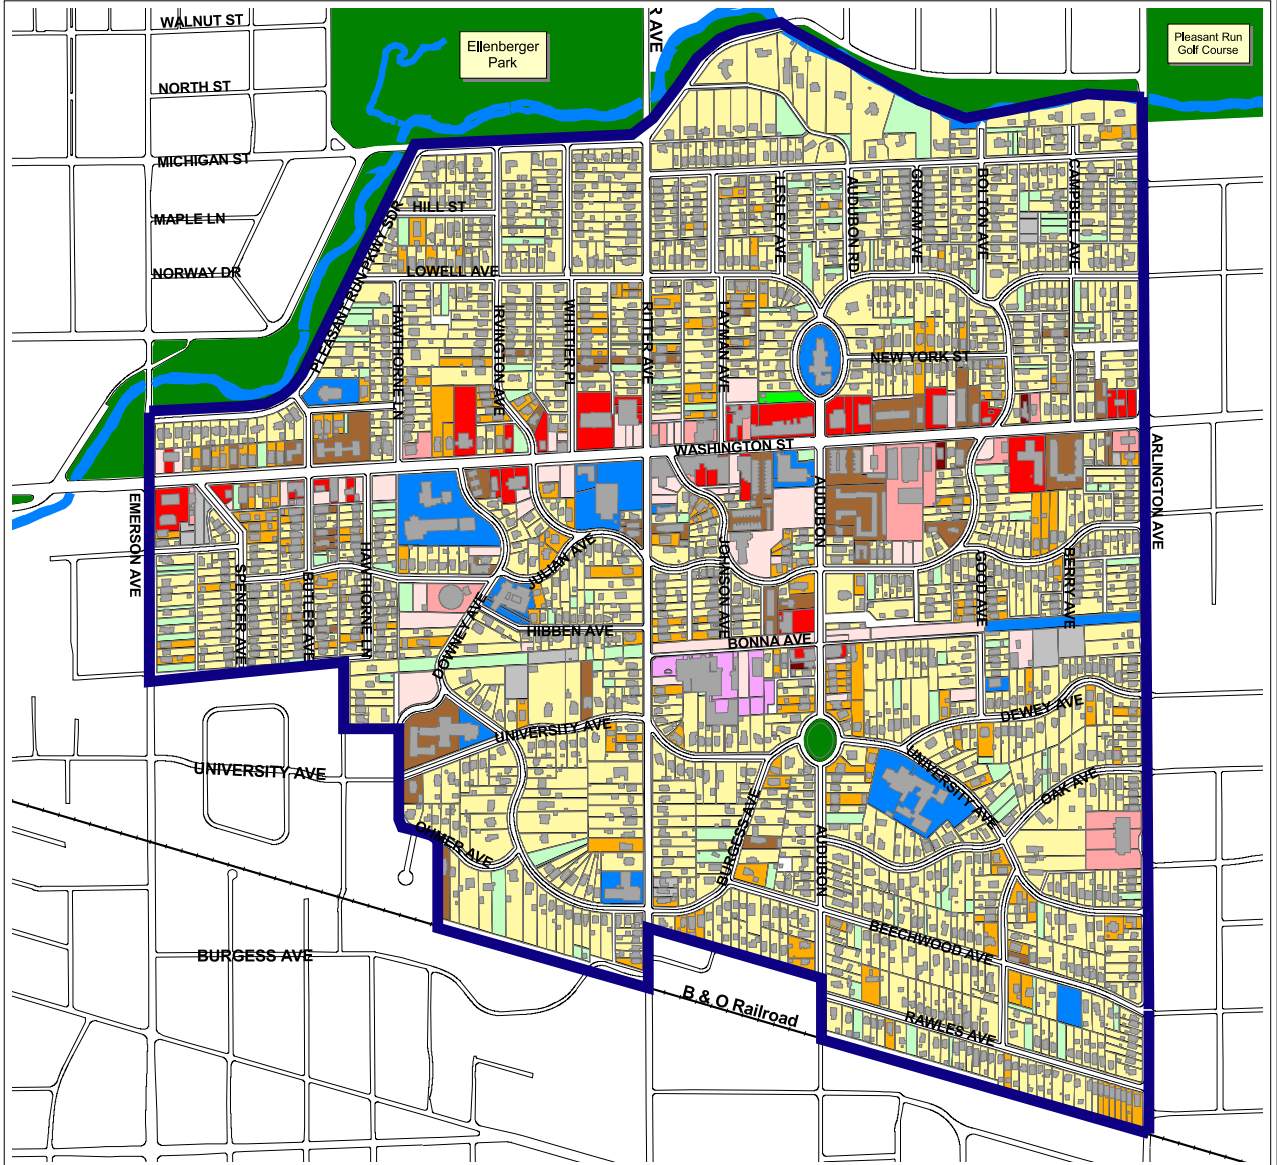 WALNUT ST
R AVE
Ellenberger
Park
Pleasant Run
Golf Course
NORTH ST
MICHIGAN ST
MAPLE LN
HILL ST
LESLEY AVE
AUDUBON RD
GRAHAM AVE
BOLTON AVE
CAMPBELL AVE
NORWAY DR
PLEASANT RUN PKWY SDR
LOWELL AVE
HAWTHORNE LN
IRVINGTON AVE
WHITTIER PL
RITTER AVE
LAYMAN AVE
NEW YORK ST
WASHINGTON ST
ARLINGTON AVE
EMERSON AVE
AUDUBON
SPENCER AVE
BUTLER AVE
HAWTHORNE LN
JULIAN AVE
JOHNSON AVE
GOOD AVE
BERRY AVE
DOWNEY AVE
HIBBEN AVE
BONNA AVE
DEWEY AVE
UNIVERSITY AVE
UNIVERSITY AVE
UNIVERSITY AVE
OAK AVE
OHMER AVE
BURGESS AVE
AUDUBON
BURGESS AVE
BEECHWOOD AVE
B & O Railroad
RAWLES AVE